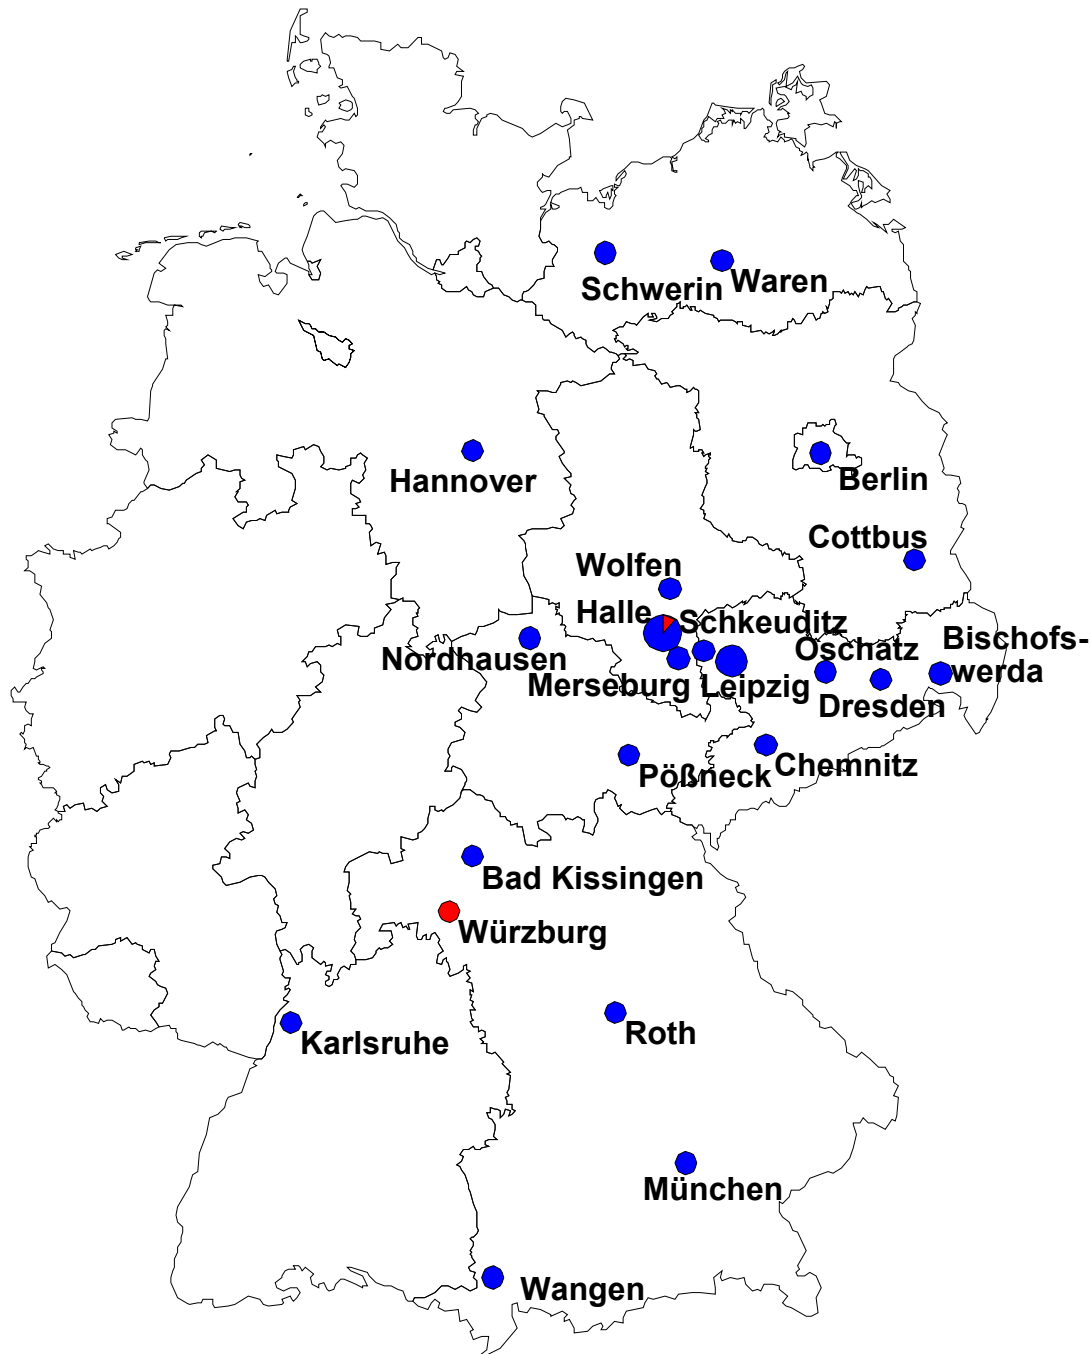 Schwerin
Waren
Hannover
Berlin
Cottbus
Wolfen
Halle
Schkeuditz
Bischofs-
werda
Oschatz
Nordhausen
Merseburg
Leipzig
Dresden
Pößneck
Chemnitz
Bad Kissingen
Würzburg
Karlsruhe
Roth
München
Wangen